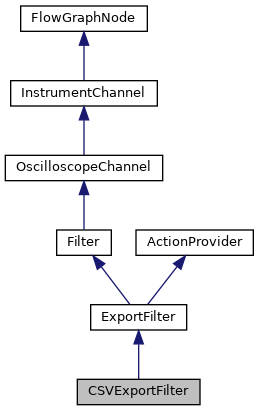 FlowGraphNode
InstrumentChannel
OscilloscopeChannel
Filter
ActionProvider
ExportFilter
CSVExportFilter